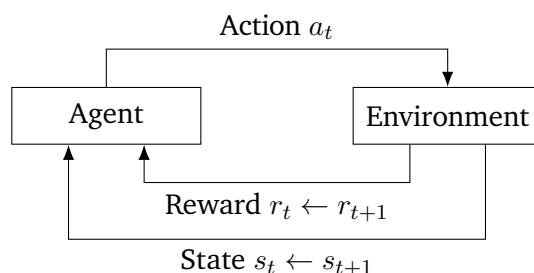 Action a_t
Agent
Environment
Reward r_t ← r_{t+1}
State s_t ← s_{t+1}